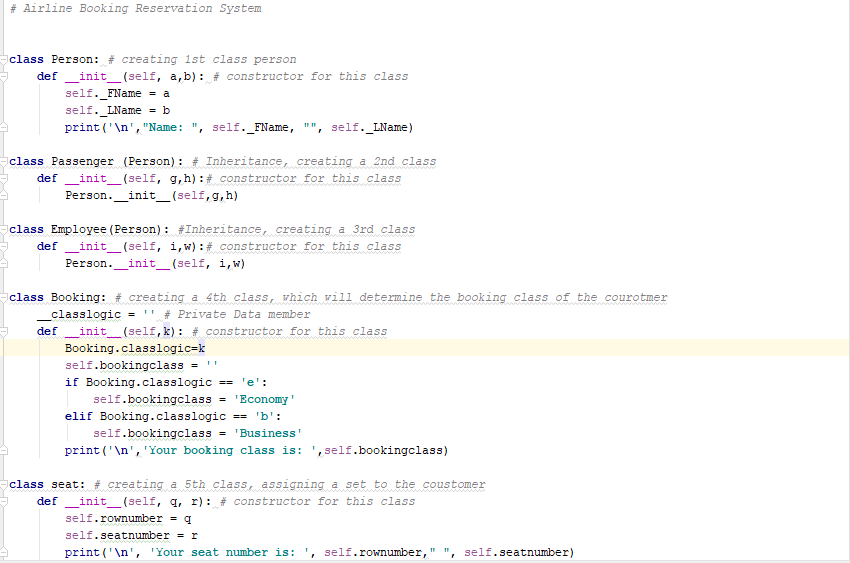 # Airline Booking Reservation System
class Person: # creating 1st class person
def __init__(self, a,b): # constructor for this class
self._FName = a
self._LName = b
print('\n',"Name: ", self._FName, "", self._LName)
class Passenger (Person): # Inheritance, creating a 2nd class
def __init__(self, g,h):# constructor for this class
Person.__init__(self,g,h)
class Employee(Person): #Inheritance, creating a 3rd class
def __init__(self, i,w):# constructor for this class
Person.__init__(self, i,w)
class Booking: # creating a 4th class, which will determine the booking class of the courotmer
__classlogic = '' # Private Data member
def __init__(self,k): # constructor for this class
Booking.classlogic=k
self.bookingclass = ''
if Booking.classlogic == 'e':
self.bookingclass = 'Economy'
elif Booking.classlogic == 'b':
self.bookingclass = 'Business'
print('\n','Your booking class is: ',self.bookingclass)
class seat: # creating a 5th class, assigning a set to the coustomer
def __init__(self, q, r): # constructor for this class
self.rownumber = q
self.seatnumber = r
print('\n', 'Your seat number is: ', self.rownumber," ", self.seatnumber)